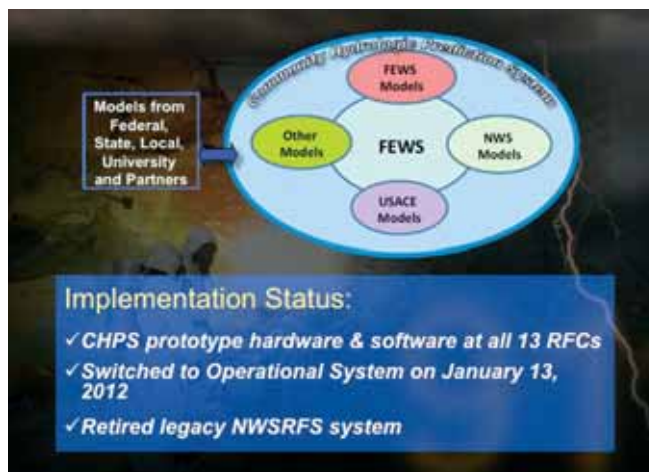 Community Hydrologic Prediction System
FEWS
Models
Models from
Federal,
State, Local,
University
and Partners
Other
Models
FEWS
NWS
Models
USACE
Models
Implementation Status:
✓CHPS prototype hardware & software at all 13 RFCs
✓Switched to Operational System on January 13,
2012
✓Retired legacy NWSRFS system